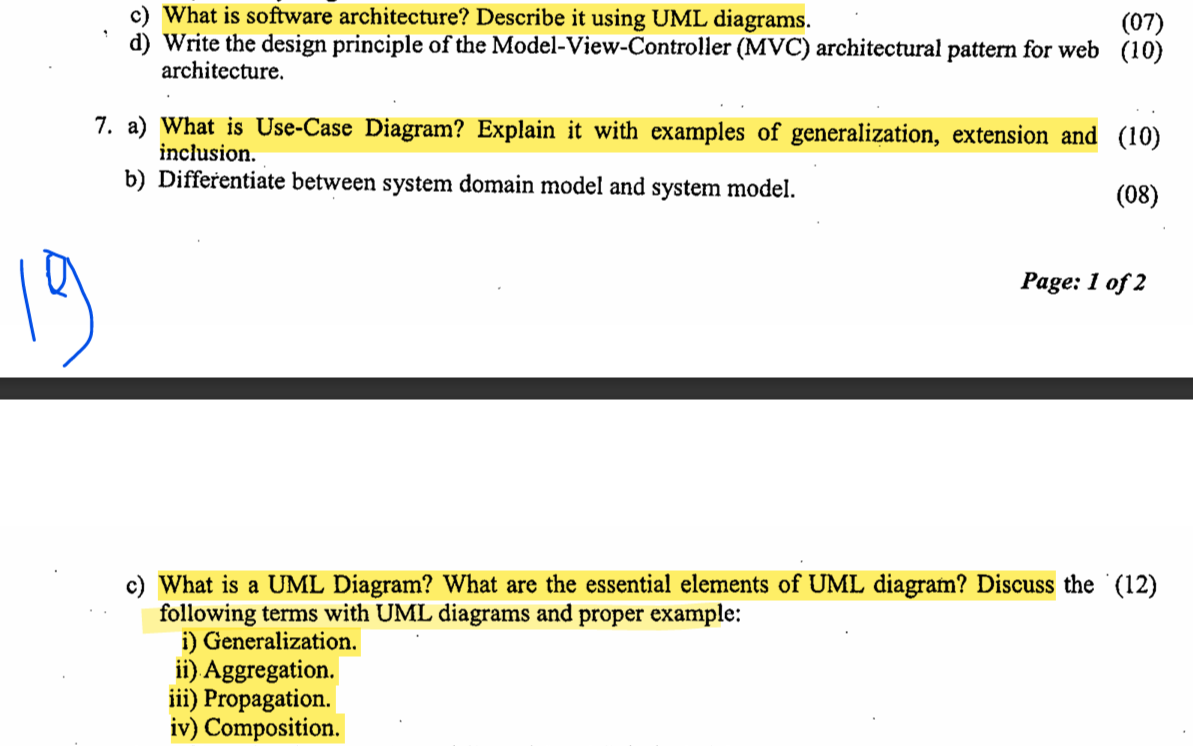 c) What is software architecture? Describe it using UML diagrams. (07)
d) Write the design principle of the Model-View-Controller (MVC) architectural pattern for web (10)
architecture.
7. a) What is Use-Case Diagram? Explain it with examples of generalization, extension and (10)
inclusion.
b) Differentiate between system domain model and system model. (08)
19
Page: 1 of 2
c) What is a UML Diagram? What are the essential elements of UML diagram? Discuss the (12)
following terms with UML diagrams and proper example:
i) Generalization.
ii) Aggregation.
iii) Propagation.
iv) Composition.